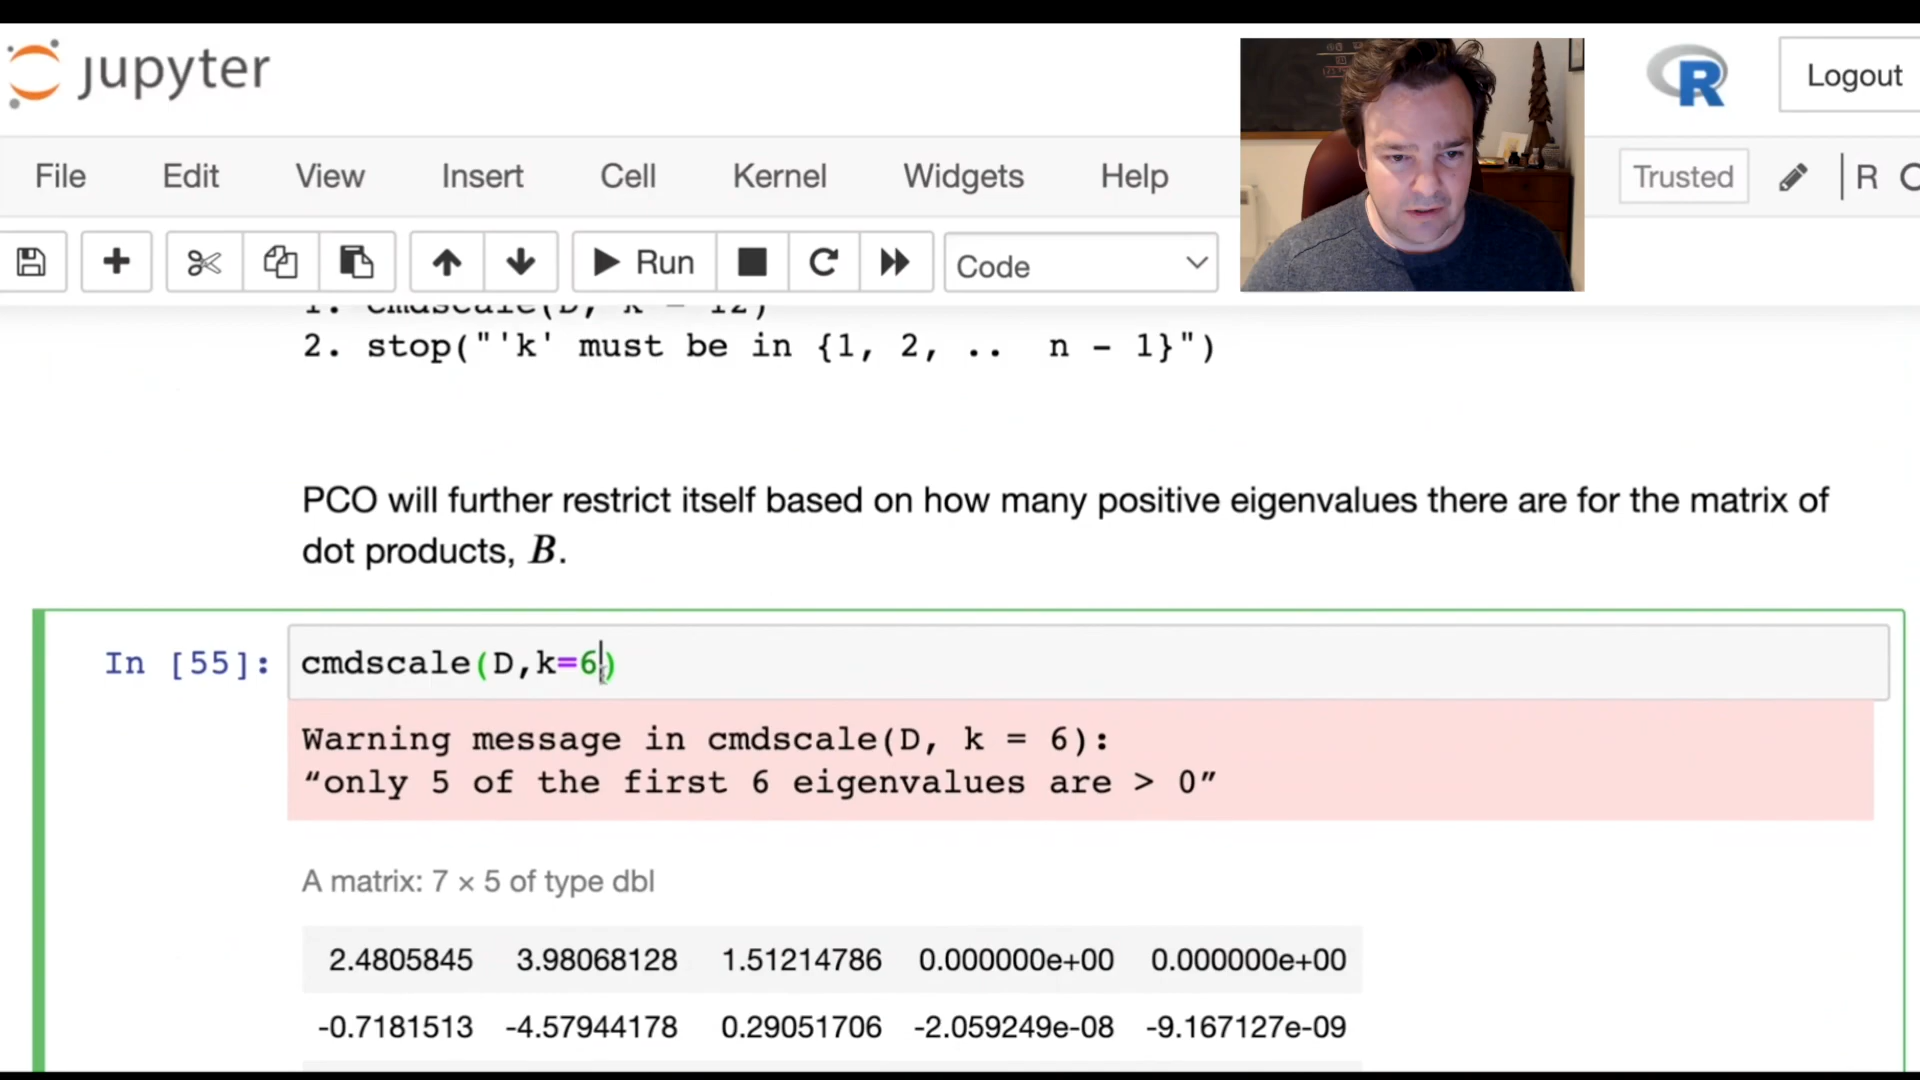 jupyter
Logout
File Edit View Insert Cell Kernel Widgets Help
Trusted
R
Run
Code
1. cmdscale(D, k = 12)
2. stop("'k' must be in {1, 2, .. n - 1}")
PCO will further restrict itself based on how many positive eigenvalues there are for the matrix of
dot products, B.
In [55]: cmdscale(D,k=6)
Warning message in cmdscale(D, k = 6):
“only 5 of the first 6 eigenvalues are > 0”
A matrix: 7 × 5 of type dbl
2.4805845 3.98068128 1.51214786 0.000000e+00 0.000000e+00
-0.7181513 -4.57944178 0.29051706 -2.059249e-08 -9.167127e-09